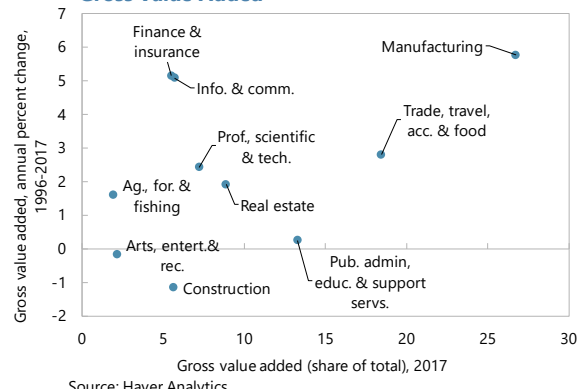 Gross Value Added
Gross value added, annual percent change,
1996-2017
7
6
5
4
3
2
1
0
-1
-2
Finance &
insurance
Manufacturing
Info. & comm.
Trade, travel,
acc. & food
Prof., scientific
& tech.
Ag., for. &
fishing
Real estate
Arts, entert.&
rec.
Pub. admin,
educ. & support
servs.
Construction
0
5
10
15
20
25
30
Gross value added (share of total), 2017
Source: Haver Analytics